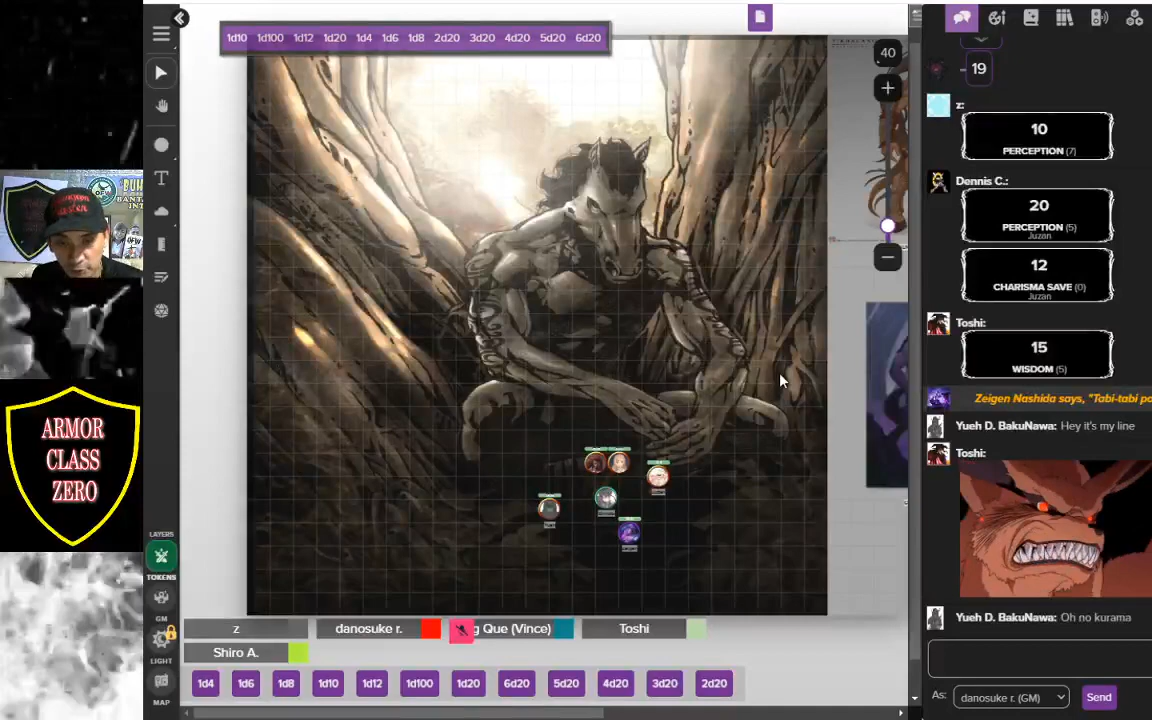 1d10 1d100 1d12 1d20 1d4 1d6 1d8 2d20 3d20 4d20 5d20 6d20
40
19
z:
10
PERCEPTION (7)
Dennis C.:
20
PERCEPTION (5)
Juzan
12
CHARISMA SAVE (0)
Juzan
Toshi:
15
WISDOM (5)
Zeigen Nashida says, "Tabi-tabi po
Yueh D. BakuNawa: Hey it's my line
Toshi:
Yueh D. BakuNawa: Oh no kurama
As: danosuke r. (GM) Send
ARMOR
CLASS
ZERO
LAYERS
TOKENS
GM
LIGHT
MAP
z danosuke r. g Que (Vince) Toshi
Shiro A.
1d4 1d6 1d8 1d10 1d12 1d100 1d20 6d20 5d20 4d20 3d20 2d20